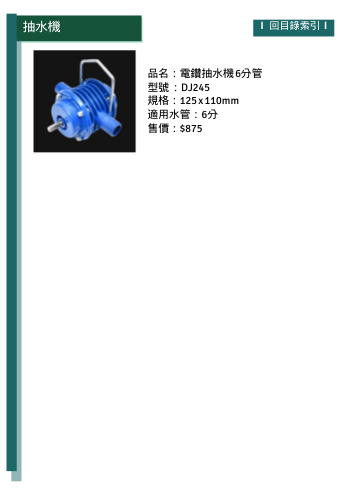 抽水機
I 回目錄索引 I
品名：電鑽抽水機6分管
型號：DJ245
規格：125x110mm
適用水管：6分
售價：$875